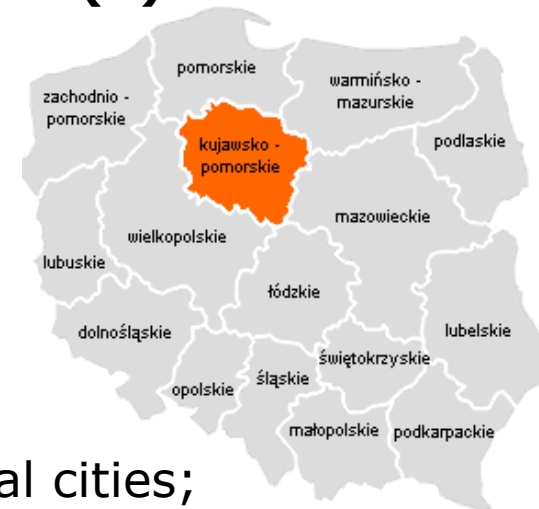 pomorskie
warmińsko -
mazurskie
zachodnio -
pomorskie
podlaskie
kujawsko -
pomorskie
mazowieckie
wielkopolskie
lubuskie
łódzkie
dolnośląskie
lubelskie
świętokrzyskie
śląskie
opolskie
małopolskie
podkarpackie
al cities;